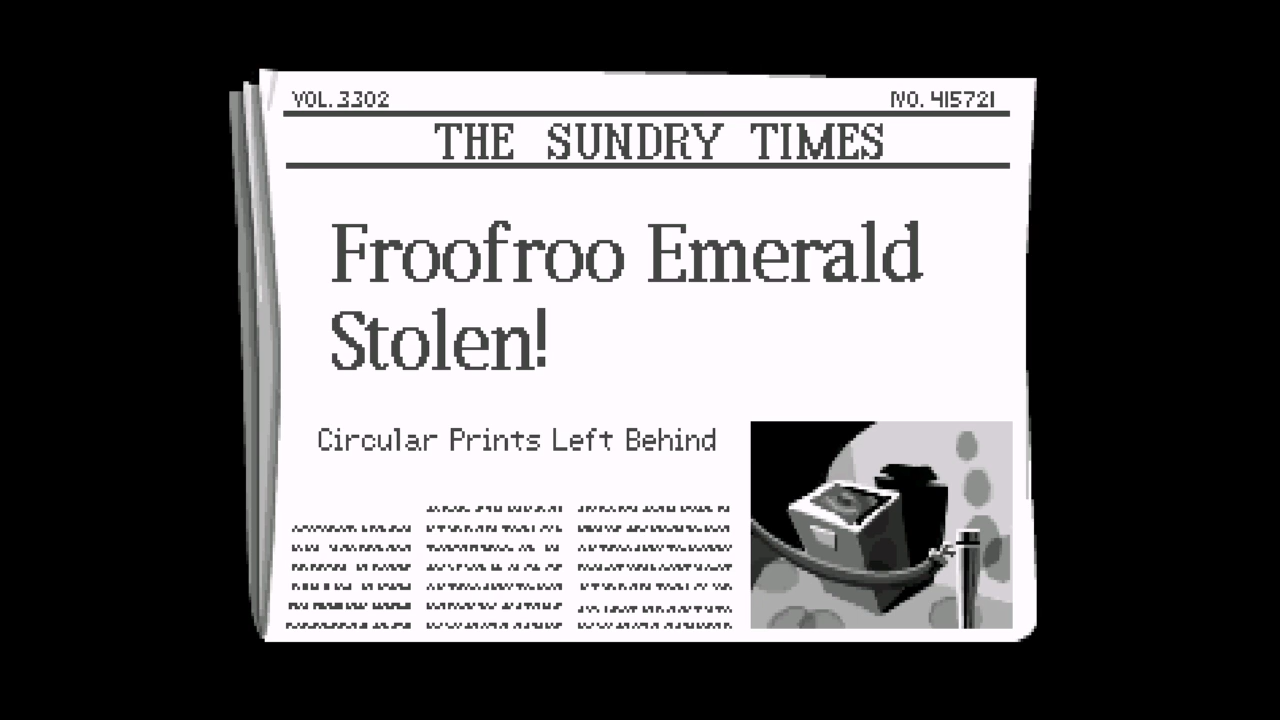 VOL. 3302
NO. 415721
THE SUNDRY TIMES
Froofroo Emerald
Stolen!
Circular Prints Left Behind